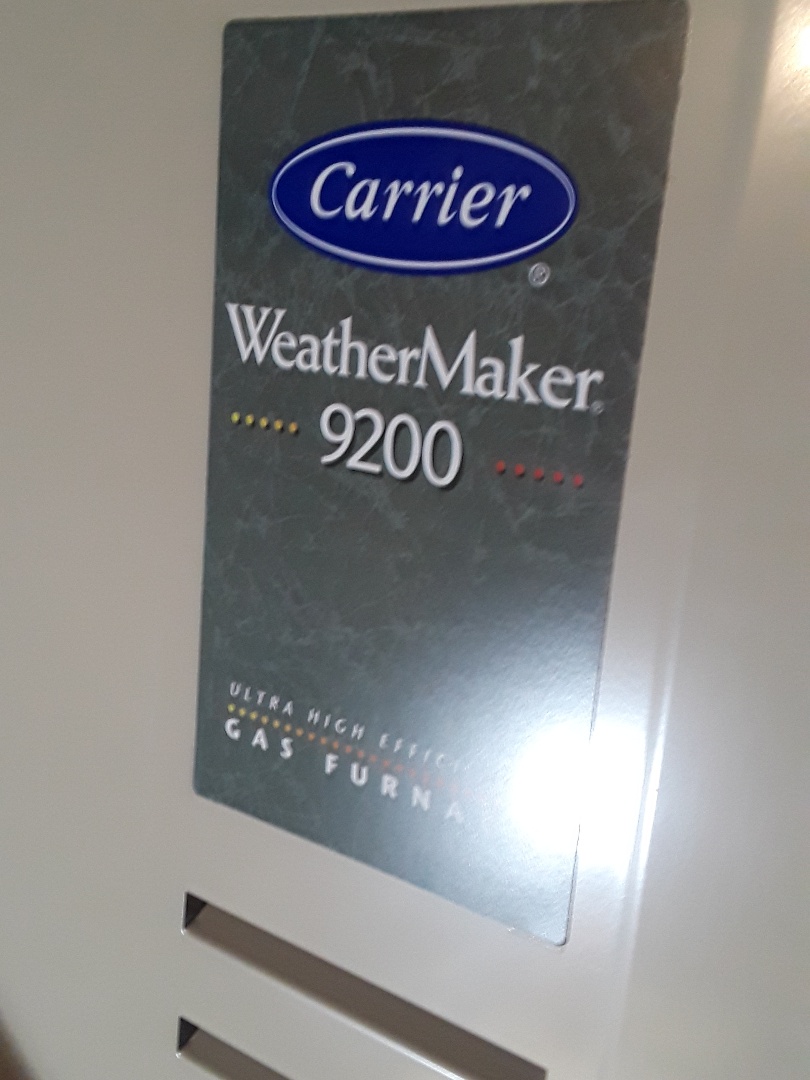 Carrier
®
WeatherMaker®
9200
ULTRA HIGH
GAS